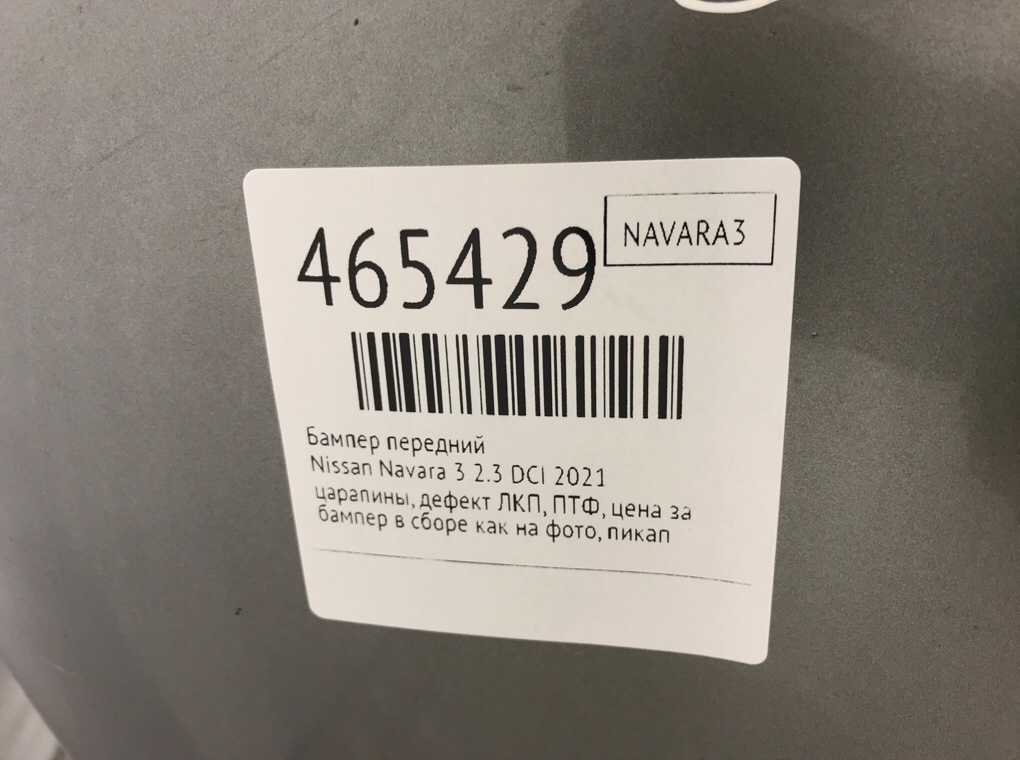 465429
NAVARA3
Бампер передний
Nissan Navara 3 2.3 DCI 2021
царапины, дефект ЛКП, ПТФ, цена за
бампер в сборе как на фото, пикап